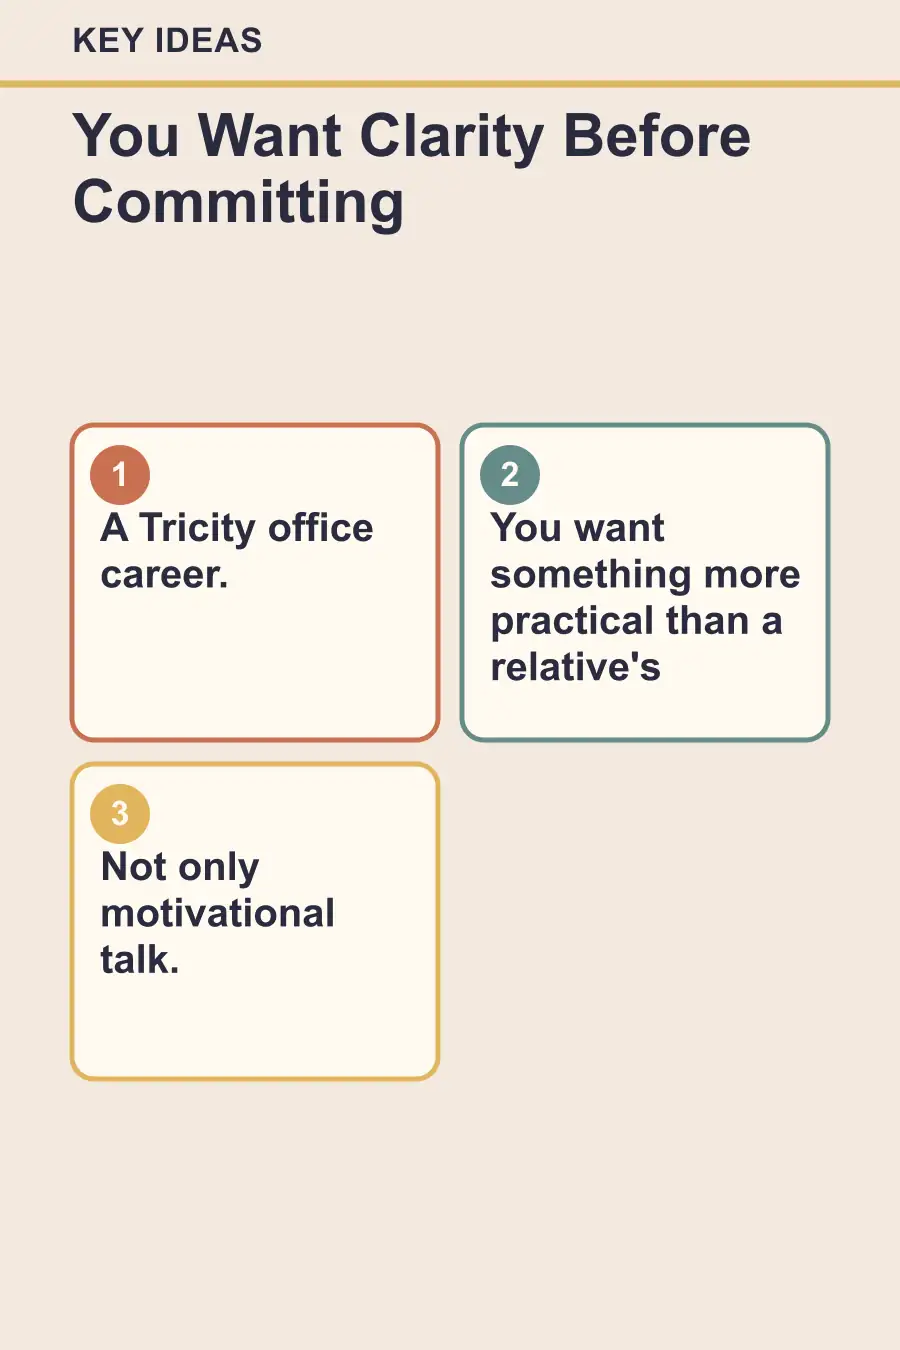 KEY IDEAS
You Want Clarity Before
Committing
1
A Tricity office
career.
2
You want
something more
practical than a
relative's
3
Not only
motivational
talk.